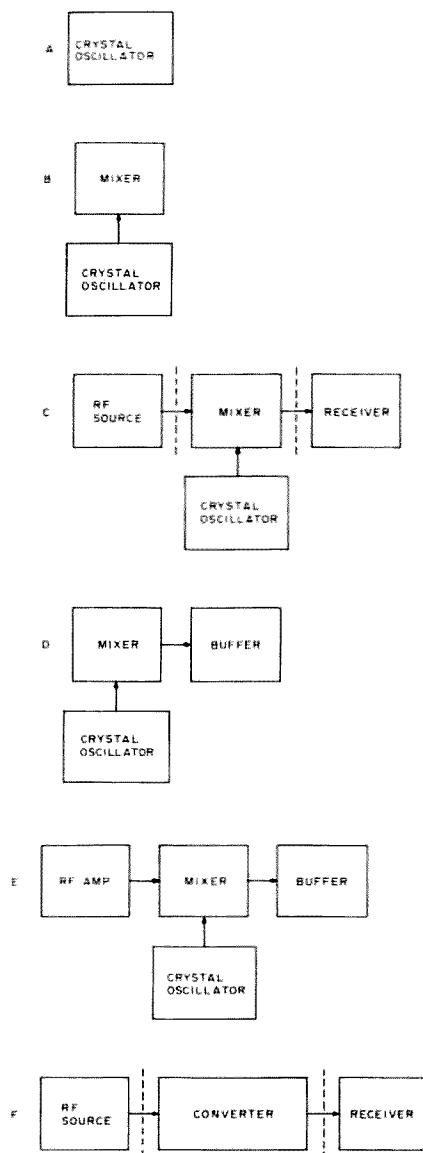 A
CRYSTAL
OSCILLATOR
B
MIXER
CRYSTAL
OSCILLATOR
C
RF
SOURCE
MIXER
RECEIVER
CRYSTAL
OSCILLATOR
D
MIXER
BUFFER
CRYSTAL
OSCILLATOR
E
RF AMP
MIXER
BUFFER
CRYSTAL
OSCILLATOR
F
RF
SOURCE
CONVERTER
RECEIVER